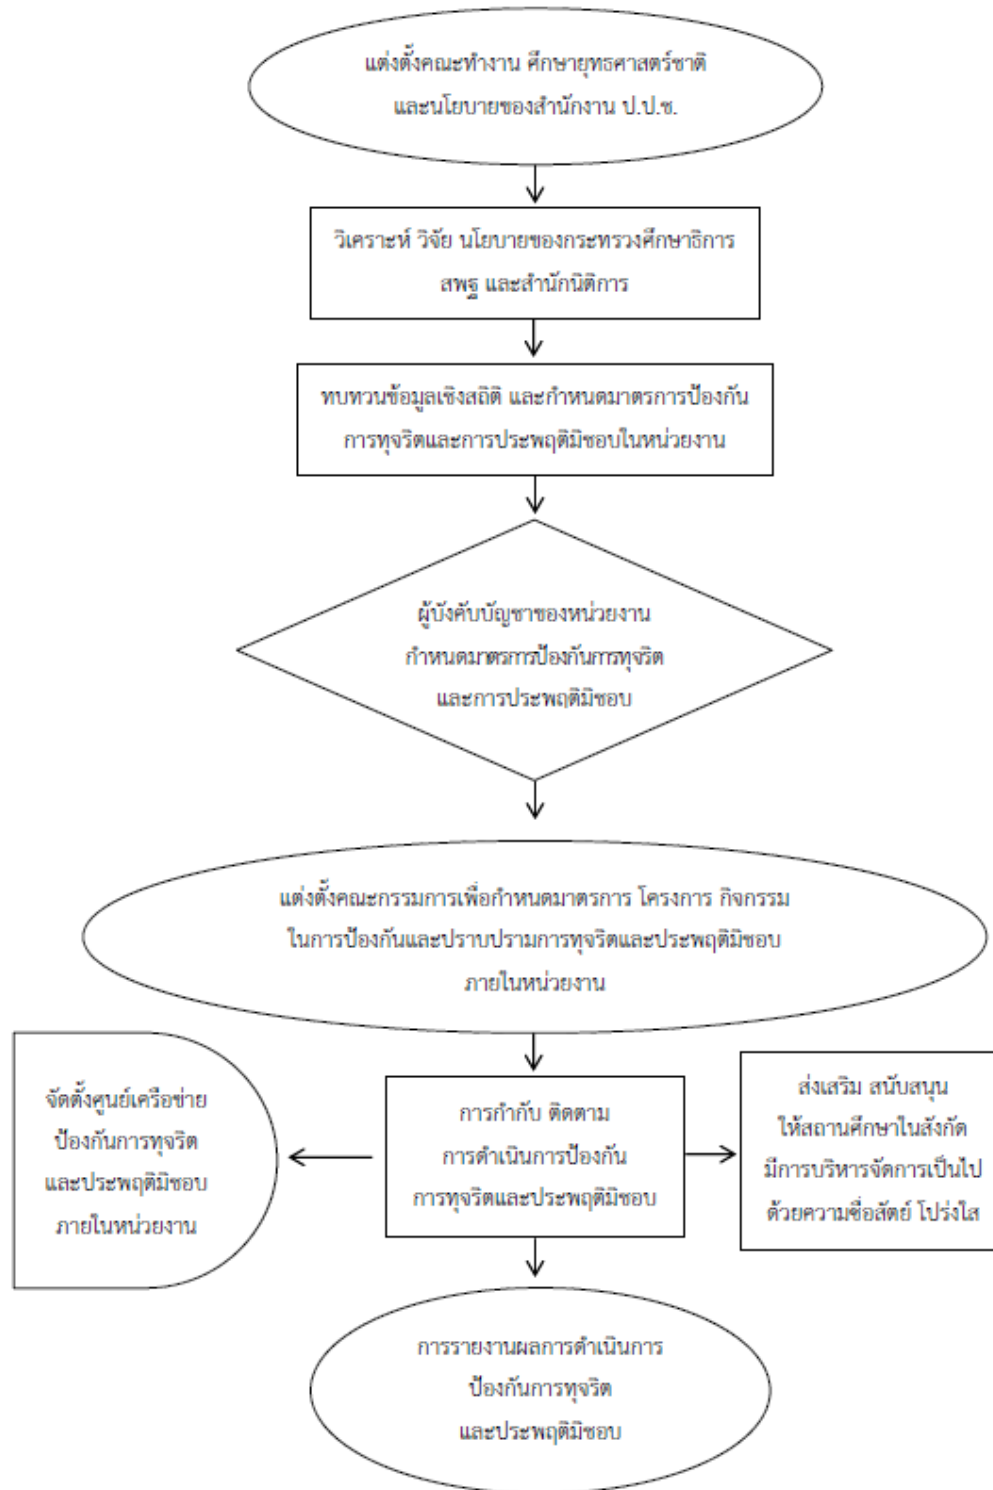 แต่งตั้งคณะทำงาน ศึกษายุทธศาสตร์ชาติ
และนโยบายของสำนักงาน ป.ป.ช.
วิเคราะห์ วิจัย นโยบายของกระทรวงศึกษาธิการ
สพฐ และสำนักนิติการ
ทบทวนข้อมูลเชิงสถิติ และกำหนดมาตรการป้องกัน
การทุจริตและการประพฤติมิชอบในหน่วยงาน
ผู้บังคับบัญชาของหน่วยงาน
กำหนดมาตรการป้องกันการทุจริต
และการประพฤติมิชอบ
แต่งตั้งคณะกรรมการเพื่อกำหนดมาตรการ โครงการ กิจกรรม
ในการป้องกันและปราบปรามการทุจริตและประพฤติมิชอบ
ภายในหน่วยงาน
จัดตั้งศูนย์เครือข่าย
ป้องกันการทุจริต
และประพฤติมิชอบ
ภายในหน่วยงาน
การกำกับ ติดตาม
การดำเนินการป้องกัน
การทุจริตและประพฤติมิชอบ
ส่งเสริม สนับสนุน
ให้สถานศึกษาในสังกัด
มีการบริหารจัดการเป็นไป
ด้วยความซื่อสัตย์ โปร่งใส
การรายงานผลการดำเนินการ
ป้องกันการทุจริต
และประพฤติมิชอบ